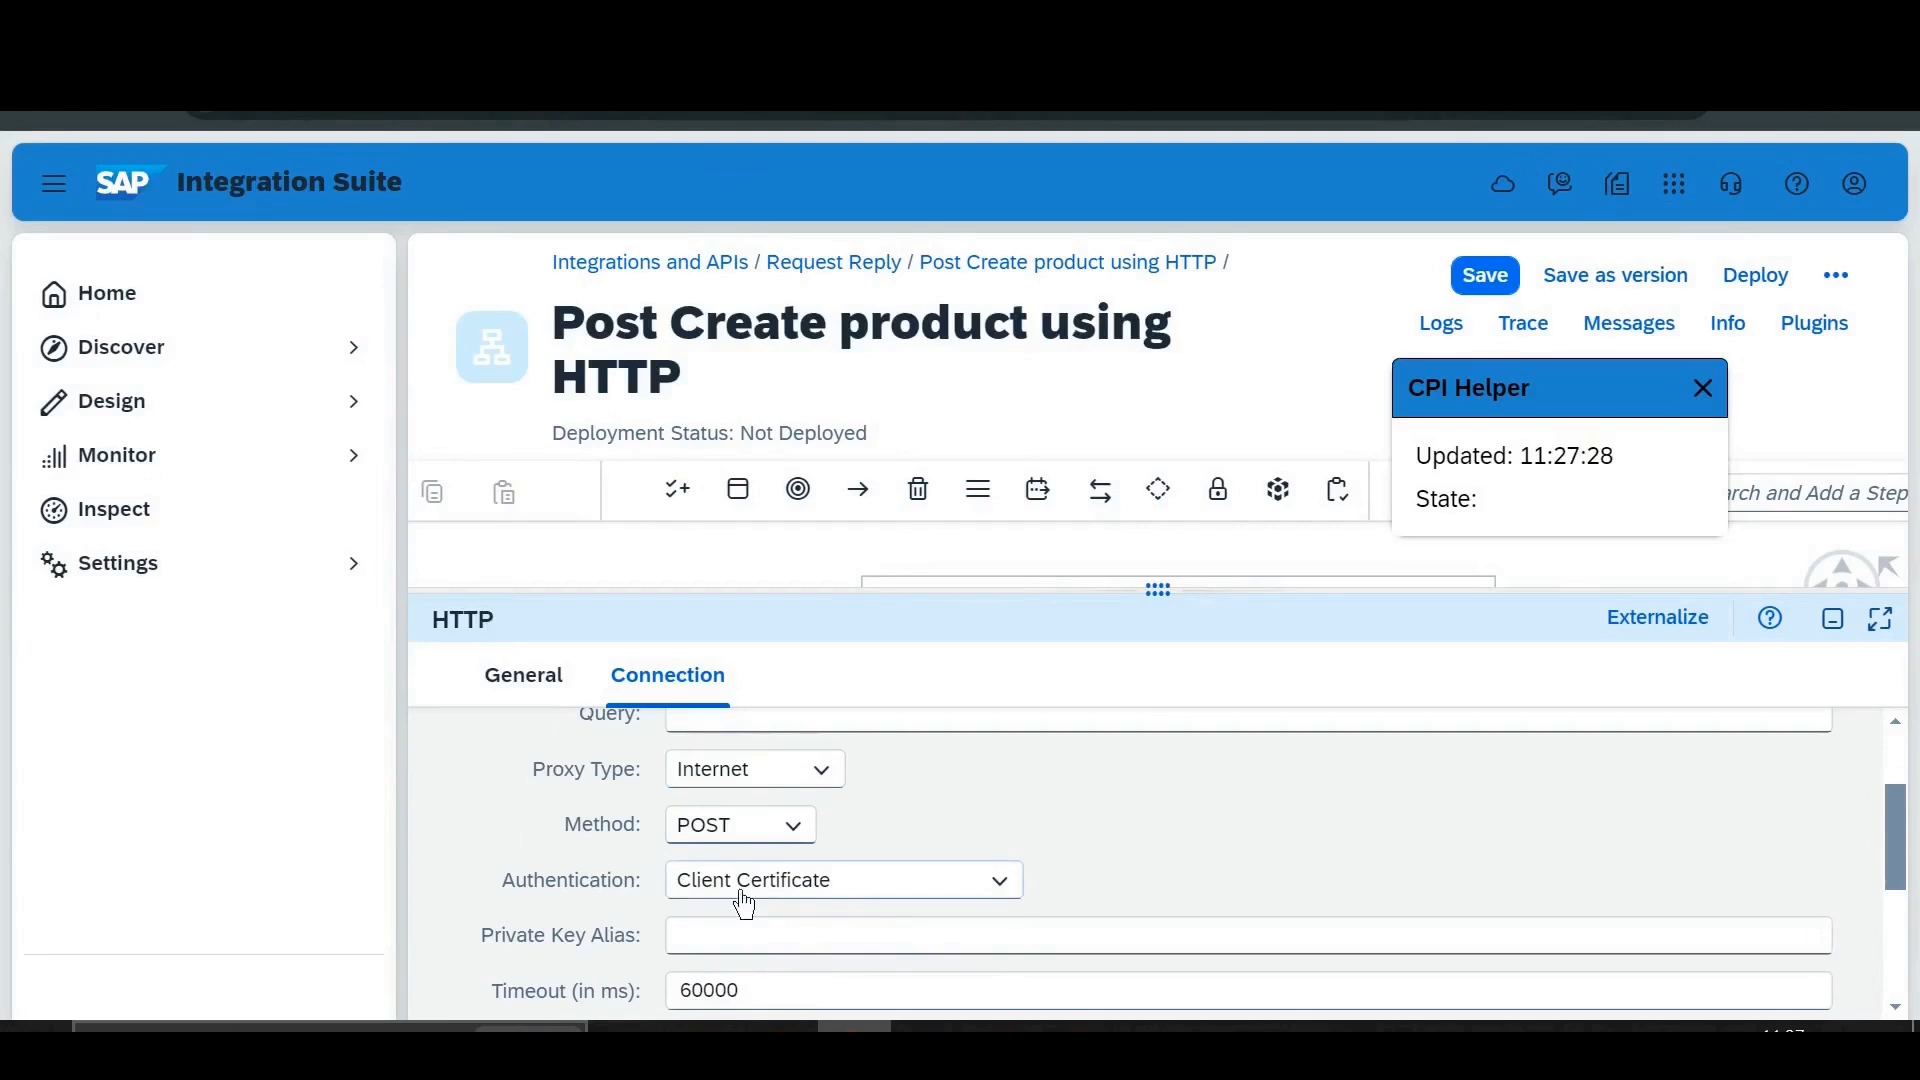 SAP Integration Suite
Home
Discover
Design
Monitor
Inspect
Settings
Integrations and APIs / Request Reply / Post Create product using HTTP /
Save
Save as version
Deploy
Post Create product using
HTTP
Logs
Trace
Messages
Info
Plugins
Deployment Status: Not Deployed
CPI Helper
Updated: 11:27:28
State:
and Add a Step
HTTP
Externalize
General
Connection
Query:
Proxy Type: Internet
Method: POST
Authentication: Client Certificate
Private Key Alias:
Timeout (in ms): 60000